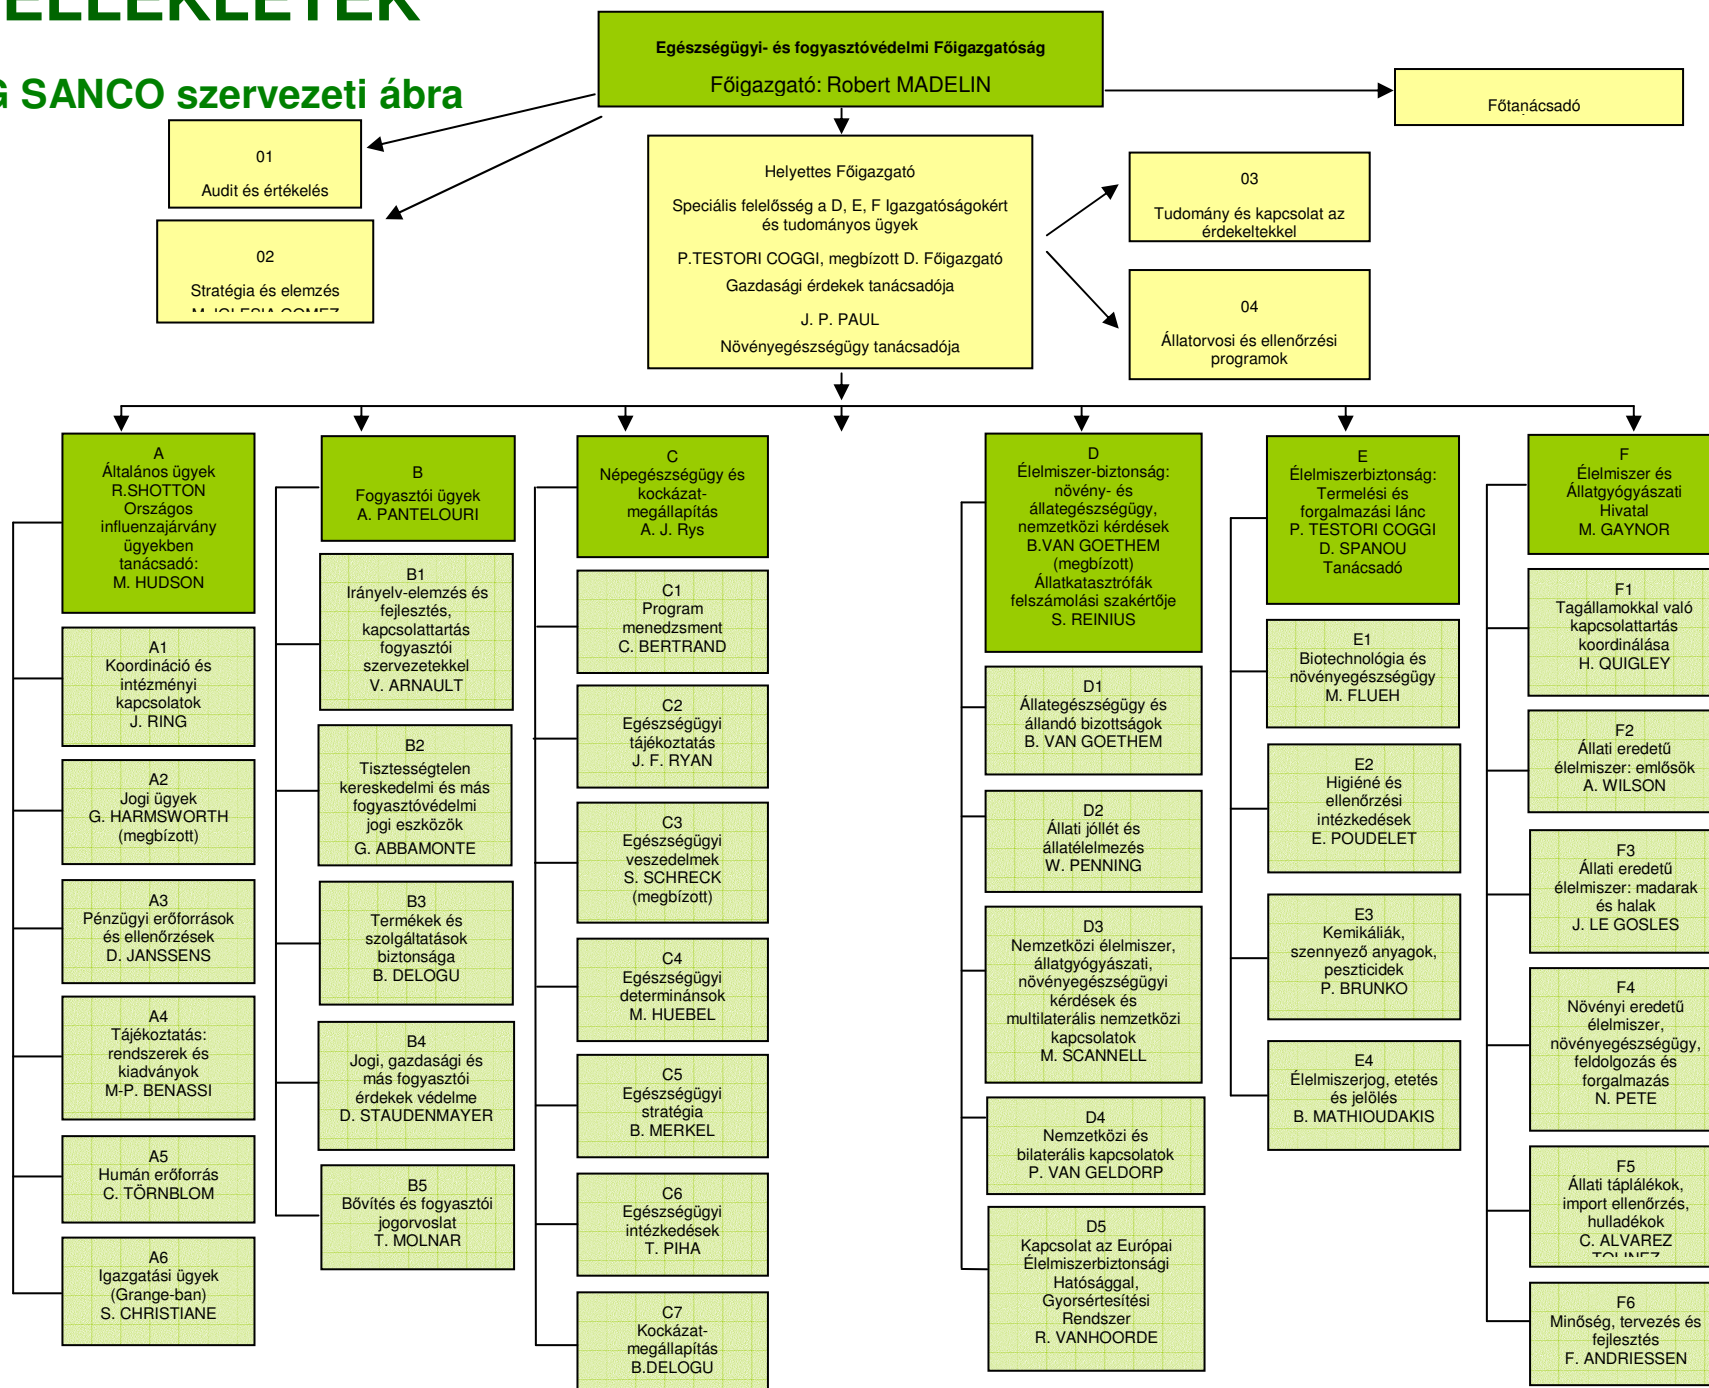 ELLÉKLETEK
G SANCO szervezeti ábra
Egészségügyi- és fogyasztóvédelmi Főigazgatóság
Főigazgató: Robert MADELIN
Főtanácsadó
01
Audit és értékelés
02
Stratégia és elemzés
M. IGLESIA GOMEZ
Helyettes Főigazgató
Speciális felelősség a D, E, F Igazgatóságokért
és tudományos ügyek
P.TESTORI COGGI, megbízott D. Főigazgató
Gazdasági érdekek tanácsadója
J. P. PAUL
Növényegészségügy tanácsadója
03
Tudomány és kapcsolat az
érdekeltekkel
04
Állatorvosi és ellenőrzési
programok
A
Általános ügyek
R.SHOTTON
Országos
influenzajárvány
ügyekben
tanácsadó:
M. HUDSON
A1
Koordináció és
intézményi
kapcsolatok
J. RING
A2
Jogi ügyek
G. HARMSWORTH
(megbízott)
A3
Pénzügyi erőforrások
és ellenőrzések
D. JANSSENS
A4
Tájékoztatás:
rendszerek és
kiadványok
M-P. BENASSI
A5
Humán erőforrás
C. TÖRNBLOM
A6
Igazgatási ügyek
(Grange-ban)
S. CHRISTIANE
B
Fogyasztói ügyek
A. PANTELOURI
B1
Irányelv-elemzés és
fejlesztés,
kapcsolattartás
fogyasztói
szervezetekkel
V. ARNAULT
B2
Tisztességtelen
kereskedelmi és más
fogyasztóvédelmi
jogi eszközök
G. ABBAMONTE
B3
Termékek és
szolgáltatások
biztonsága
B. DELOGU
B4
Jogi, gazdasági és
más fogyasztói
érdekek védelme
D. STAUDENMAYER
B5
Bővítés és fogyasztói
jogorvoslat
T. MOLNAR
C
Népegészségügy és
kockázat-
megállapítás
A. J. Rys
C1
Program
menedzsment
C. BERTRAND
C2
Egészségügyi
tájékoztatás
J. F. RYAN
C3
Egészségügyi
veszedelmek
S. SCHRECK
(megbízott)
C4
Egészségügyi
determinánsok
M. HUEBEL
C5
Egészségügyi
stratégia
B. MERKEL
C6
Egészségügyi
intézkedések
T. PIHA
C7
Kockázat-
megállapítás
B.DELOGU
D
Élelmiszer-biztonság:
növény- és
állategészségügy,
nemzetközi kérdések
B.VAN GOETHEM
(megbízott)
Állatkatasztrófák
felszámolási szakértője
S. REINIUS
D1
Állategészségügy és
állandó bizottságok
B. VAN GOETHEM
D2
Állati jóllét és
állatélelmezés
W. PENNING
D3
Nemzetközi élelmiszer,
állatgyógyászati,
növényegészségügyi
kérdések és
multilaterális nemzetközi
kapcsolatok
M. SCANNELL
D4
Nemzetközi és
bilaterális kapcsolatok
P. VAN GELDORP
D5
Kapcsolat az Európai
Élelmiszerbiztonsági
Hatósággal,
Gyorsértesítési
Rendszer
R. VANHOORDE
E
Élelmiszerbiztonság:
Termelési és
forgalmazási lánc
P. TESTORI COGGI
D. SPANOU
Tanácsadó
E1
Biotechnológia és
növényegészségügy
M. FLUEH
E2
Higiéné és
ellenőrzési
intézkedések
E. POUDELET
E3
Kemikáliák,
szennyező anyagok,
peszticidek
P. BRUNKO
E4
Élelmiszerjog, etetés
és jelölés
B. MATHIOUDAKIS
F
Élelmiszer és
Állatgyógyászati
Hivatal
M. GAYNOR
F1
Tagállamokkal való
kapcsolattartás
koordinálása
H. QUIGLEY
F2
Állati eredetű
élelmiszer: emlősök
A. WILSON
F3
Állati eredetű
élelmiszer: madarak
és halak
J. LE GOSLES
F4
Növényi eredetű
élelmiszer,
növényegészségügy,
feldolgozás és
forgalmazás
N. PETE
F5
Állati táplálékok,
import ellenőrzés,
hulladékok
C. ALVAREZ
F6
Minőség, tervezés és
fejlesztés
F. ANDRIESSEN